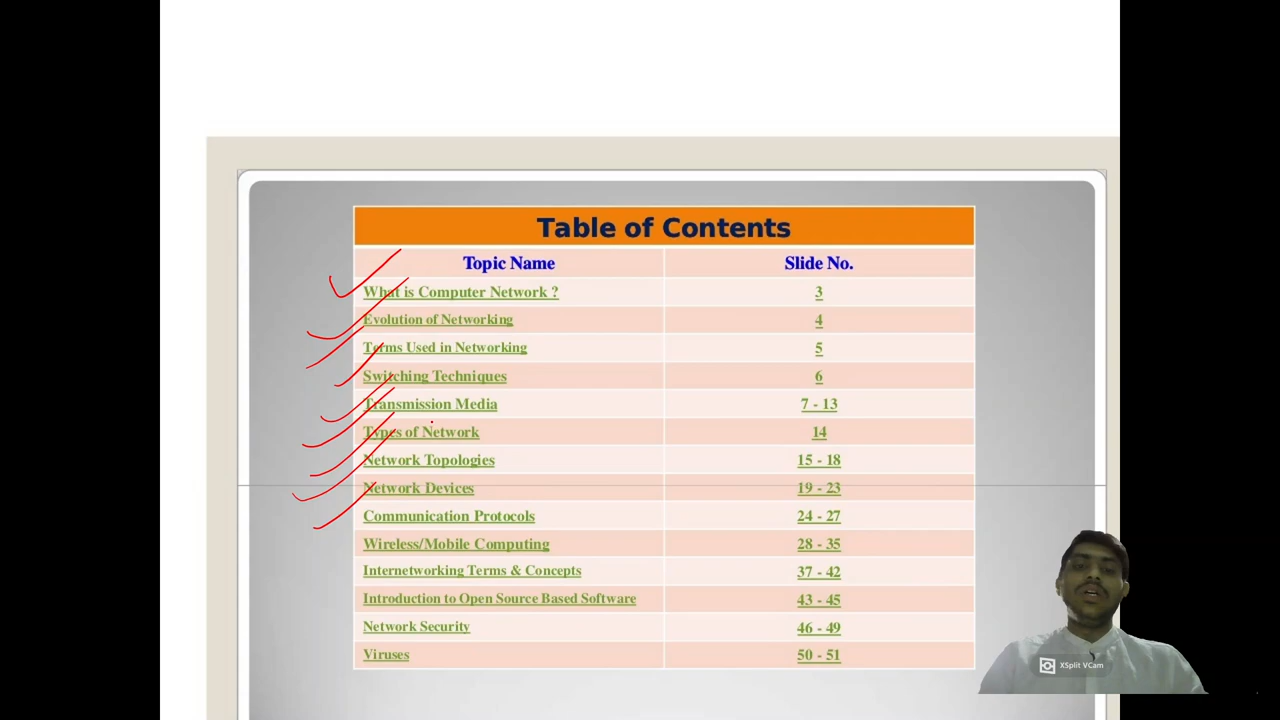 Table of Contents
Topic Name Slide No.
What is Computer Network ? 3
Evolution of Networking 4
Terms Used in Networking 5
Switching Techniques 6
Transmission Media 7 - 13
Types of Network 14
Network Topologies 15 - 18
Network Devices 19 - 23
Communication Protocols 24 - 27
Wireless/Mobile Computing 28 - 35
Internetworking Terms & Concepts 37 - 42
Introduction to Open Source Based Software 43 - 45
Network Security 46 - 49
Viruses 50 - 51
XSplit VCam